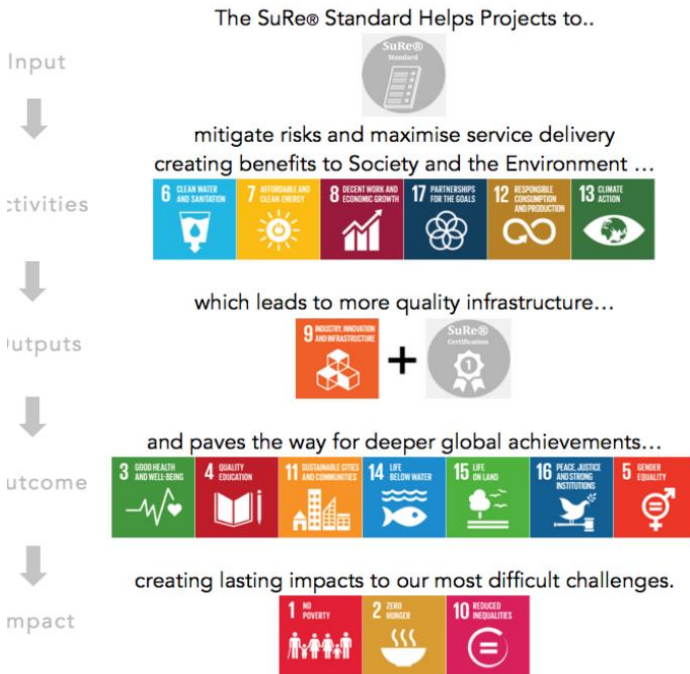 The SuRe® Standard Helps Projects to..
SuRe®
Standard
Input
mitigate risks and maximise service delivery
creating benefits to Society and the Environment …
ctivities
6 CLEAN WATER
AND SANITATION
7 AFFORDABLE AND
CLEAN ENERGY
8 DECENT WORK AND
ECONOMIC GROWTH
17 PARTNERSHIPS
FOR THE GOALS
12 RESPONSIBLE
CONSUMPTION
AND PRODUCTION
13 CLIMATE
ACTION
which leads to more quality infrastructure…
utputs
9 INDUSTRY, INNOVATION
AND INFRASTRUCTURE
+
SuRe®
Certification
1
and paves the way for deeper global achievements…
utcome
3 GOOD HEALTH
AND WELL-BEING
4 QUALITY
EDUCATION
11 SUSTAINABLE CITIES
AND COMMUNITIES
14 LIFE
BELOW WATER
15 LIFE
ON LAND
16 PEACE, JUSTICE
AND STRONG
INSTITUTIONS
5 GENDER
EQUALITY
creating lasting impacts to our most difficult challenges.
mpact
1 NO
POVERTY
2 ZERO
HUNGER
10 REDUCED
INEQUALITIES